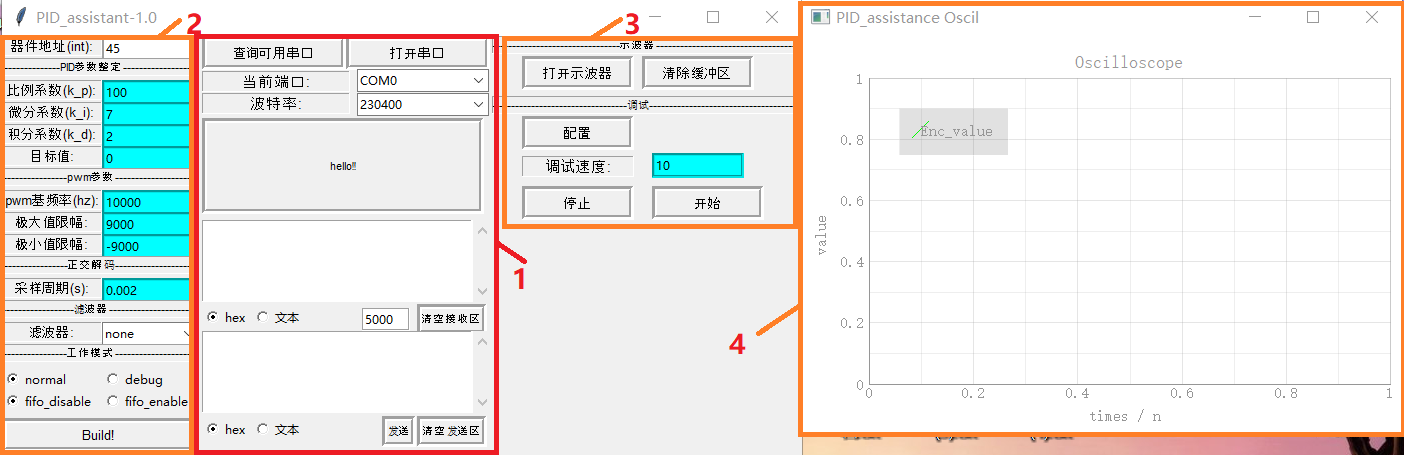 PID_assistant-1.0
2
器件地址(int): 45
PID参数整定
比例系数(k_p): 100
微分系数(k_i): 7
积分系数(k_d): 2
目标值: 0
pwm参数
pwm基频率(hz): 10000
极大值限幅: 9000
极小值限幅: -9000
正交解码
采样周期(s): 0.002
滤波器
滤波器: none
工作模式
normal debug
fifo_disable fifo_enable
Build!
查询可用串口 打开串口
当前端口: COM0
波特率: 230400
hello!!
1
hex 文本 5000 清空接收区
hex 文本 发送 清空发送区
3
示波器
打开示波器 清除缓冲区
调试
配置
调试速度: 10
停止 开始
4
PID_assistance Oscil
Oscilloscope
Enc_value
1
0.8
0.6
0.4
0.2
0
value
0 0.2 0.4 0.6 0.8 1
times / n